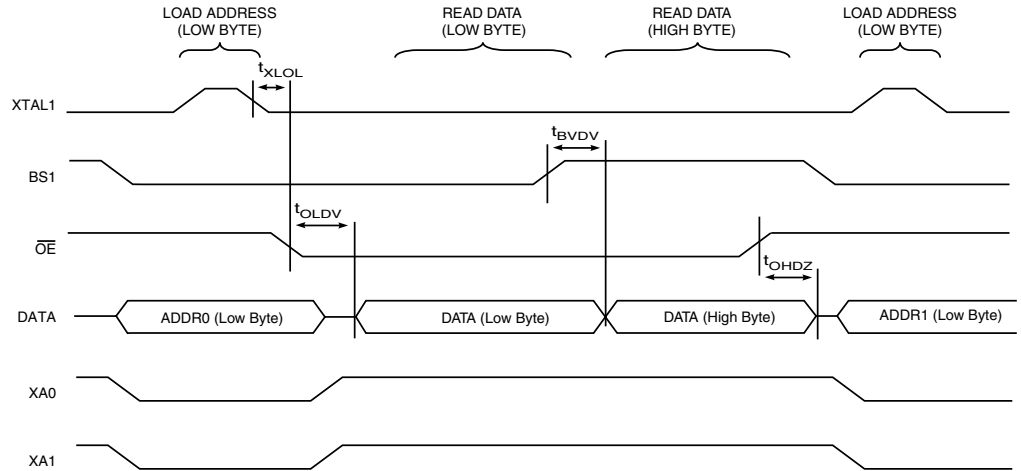 LOAD ADDRESS
(LOW BYTE)
READ DATA
(LOW BYTE)
READ DATA
(HIGH BYTE)
LOAD ADDRESS
(LOW BYTE)
tXLOL
XTAL1
tBVDV
BS1
tOLDV
OE
tOHDZ
DATA
ADDR0 (Low Byte)
DATA (Low Byte)
DATA (High Byte)
ADDR1 (Low Byte)
XA0
XA1